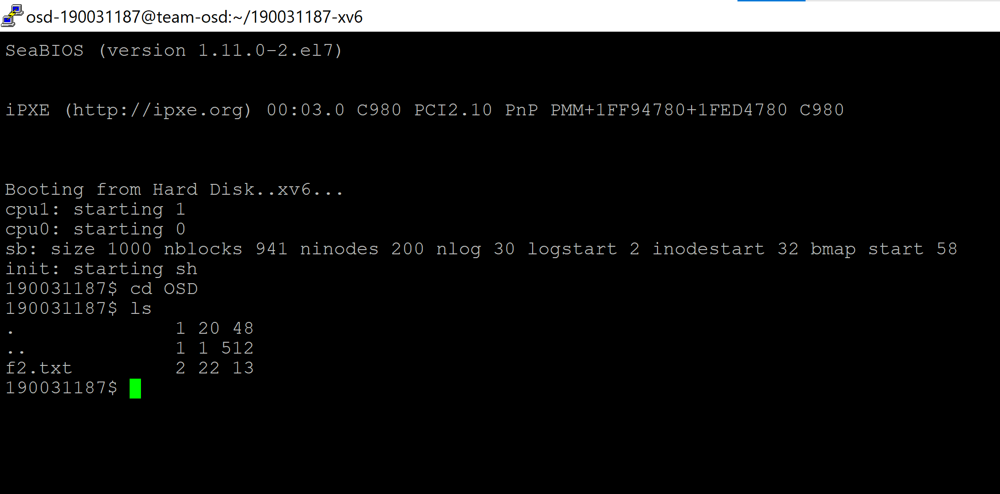 osd-190031187@team-osd:~/190031187-xv6
SeaBIOS (version 1.11.0-2.el7)
iPXE (http://ipxe.org) 00:03.0 C980 PCI2.10 PnP PMM+1FF94780+1FED4780 C980
Booting from Hard Disk..xv6...
cpu1: starting 1
cpu0: starting 0
sb: size 1000 nblocks 941 ninodes 200 nlog 30 logstart 2 inodestart 32 bmap start 58
init: starting sh
190031187$ cd OSD
190031187$ ls
.              1 20 48
..             1 1 512
f2.txt         2 22 13
190031187$